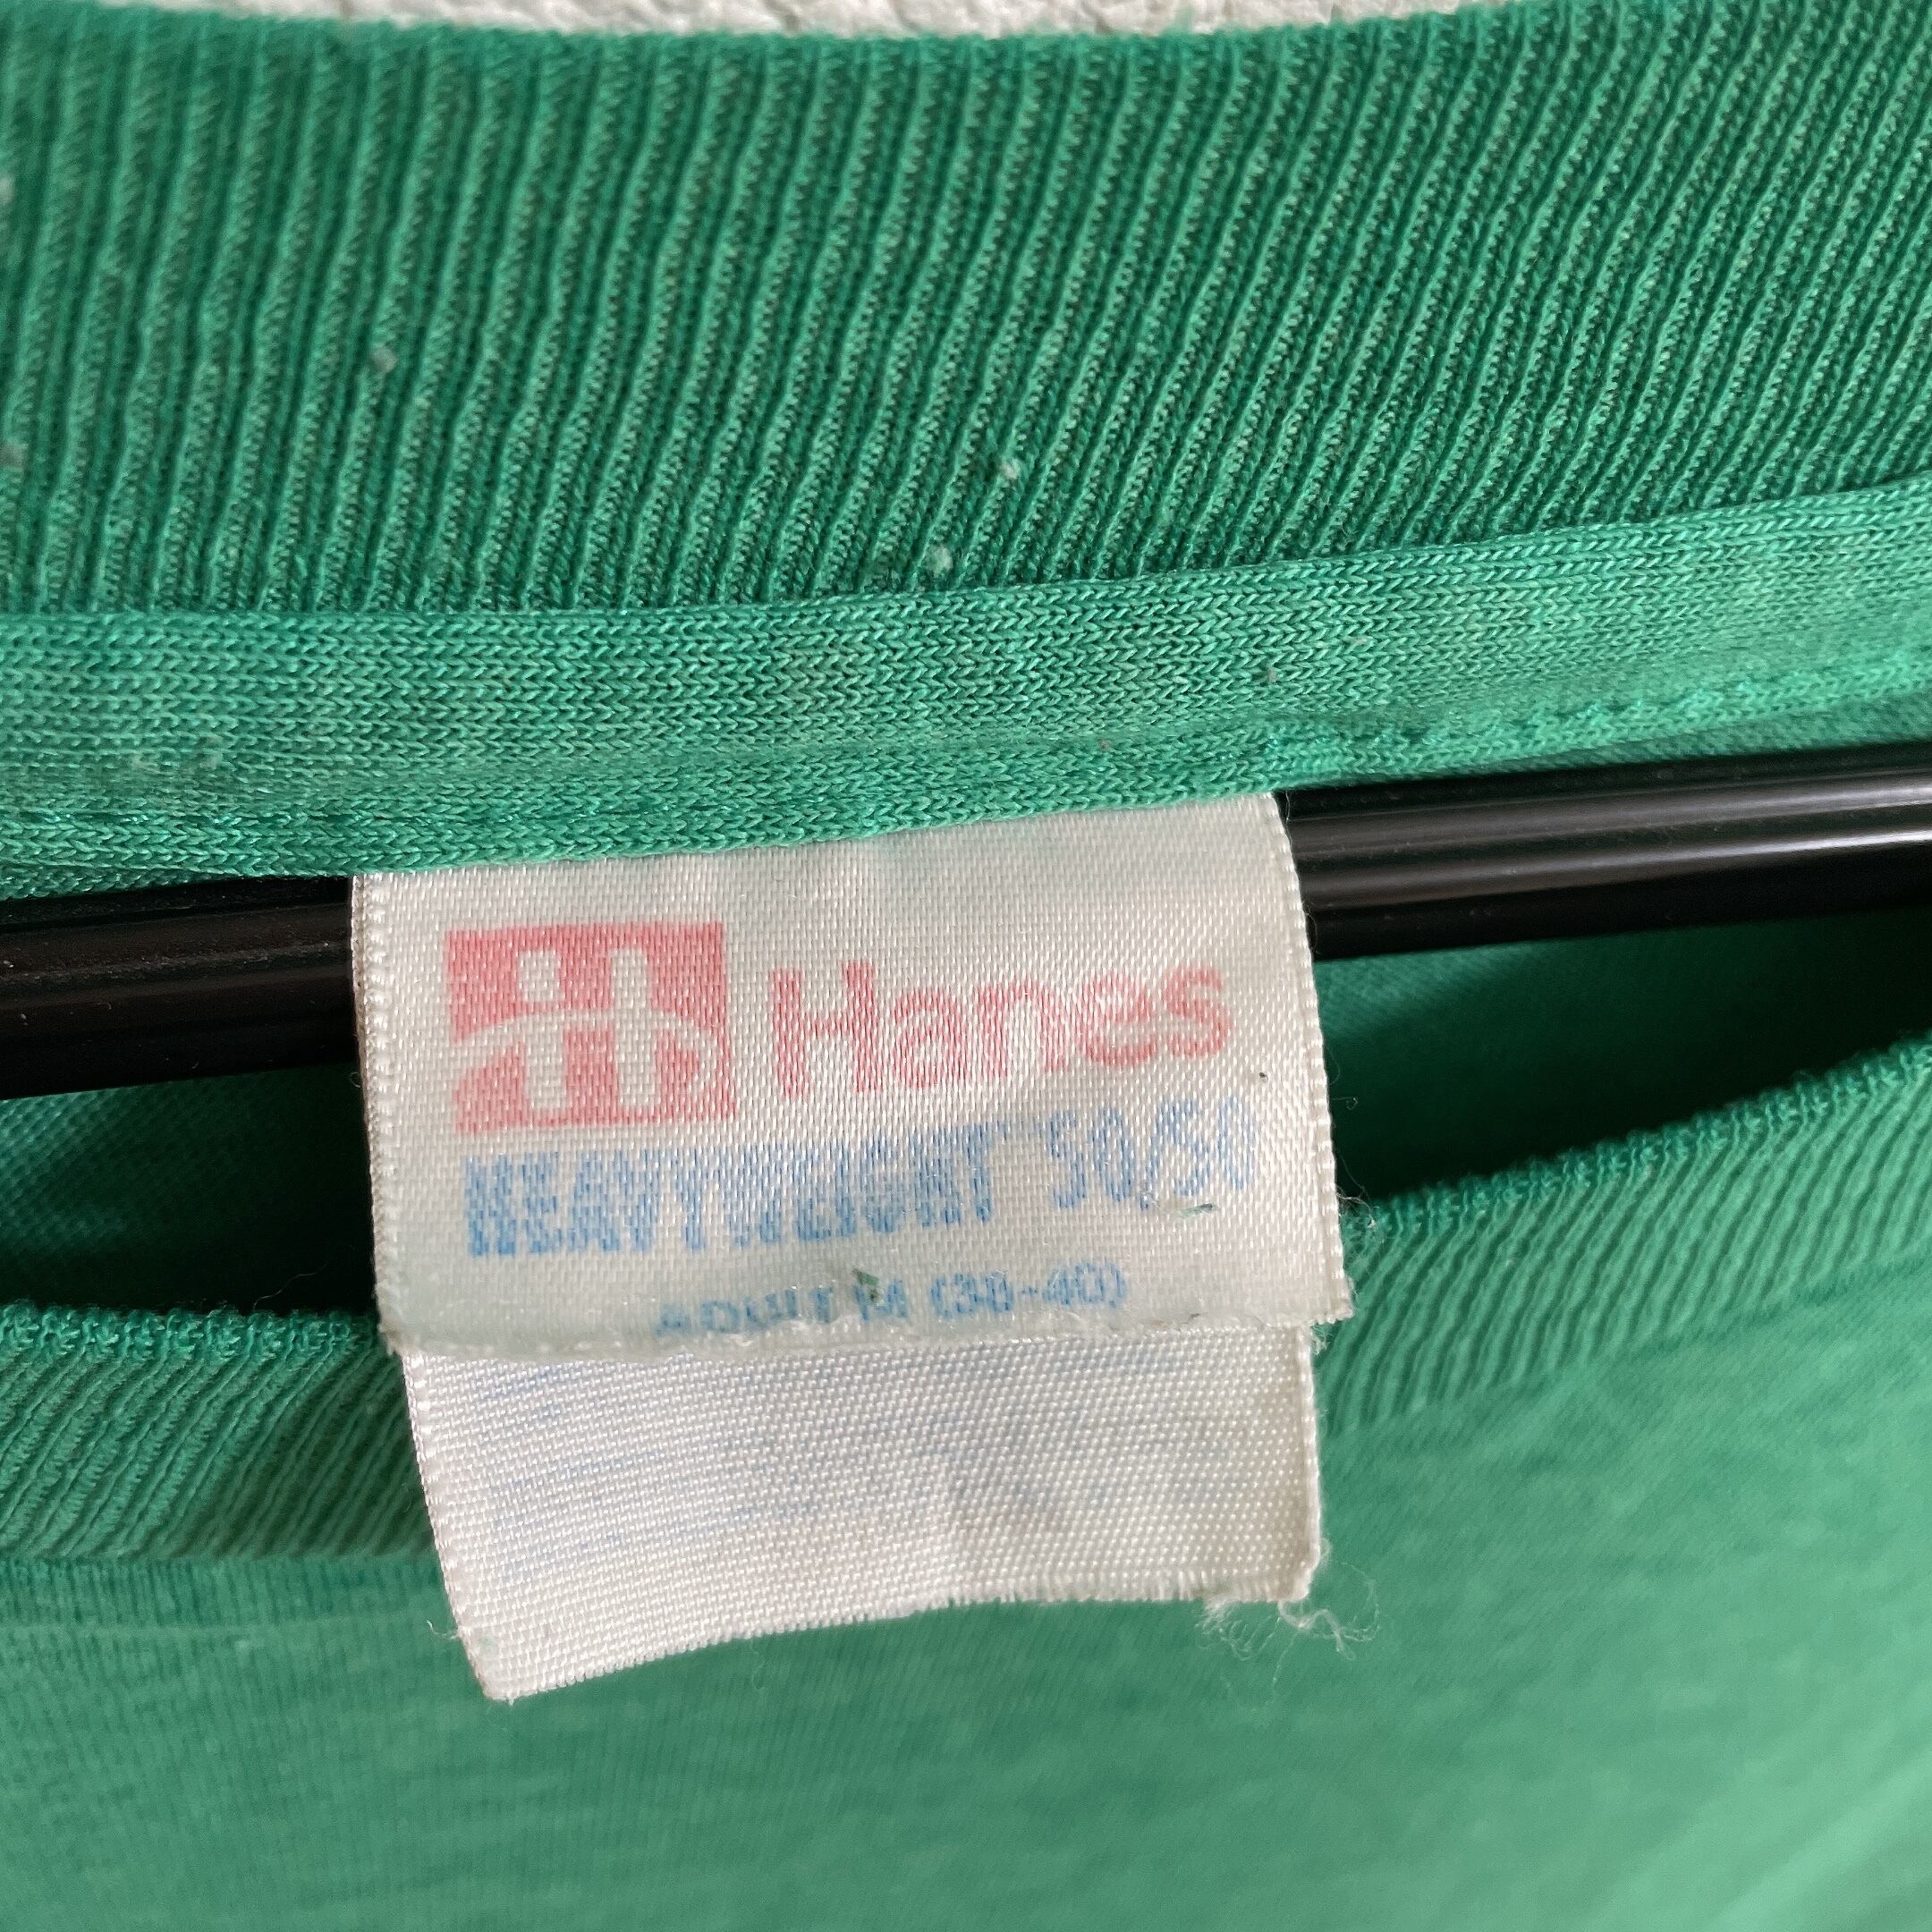 Hanes
HEAVYWEIGHT 50/50
ADULT M (38-40)